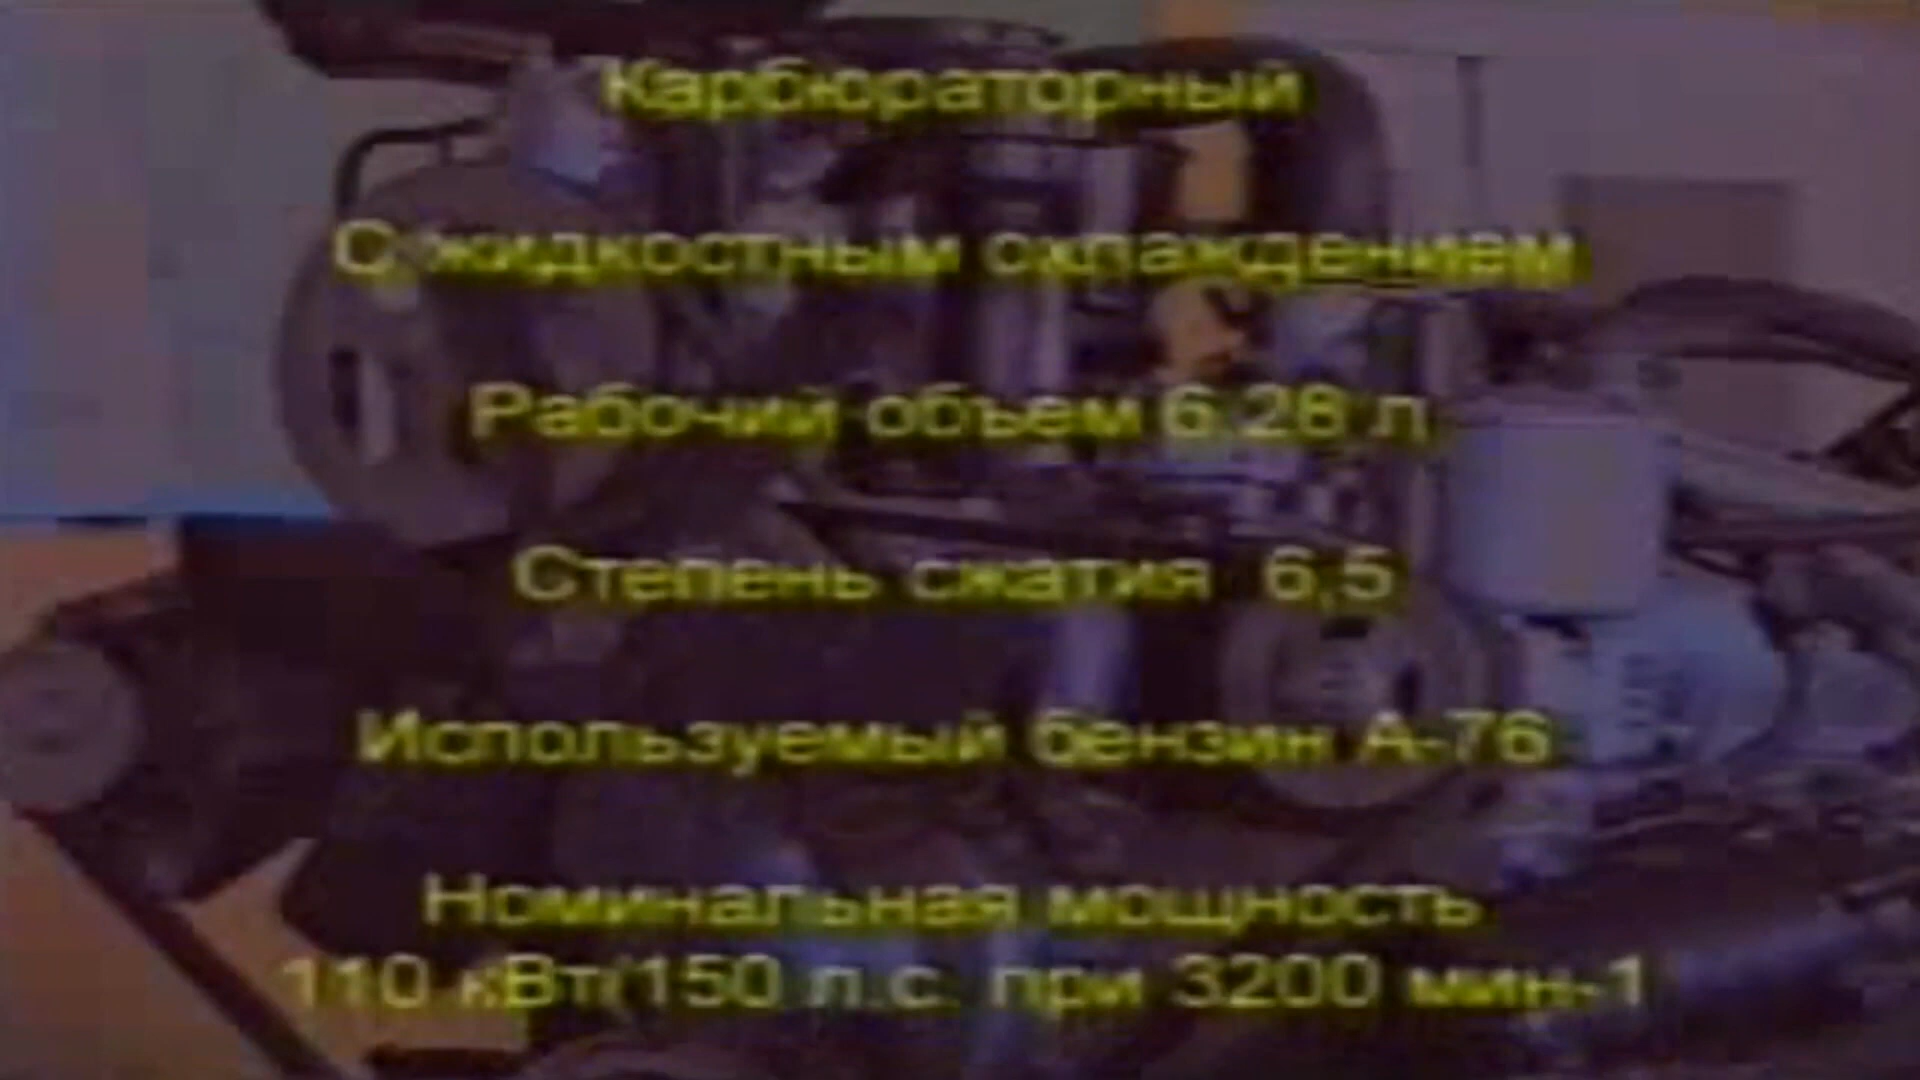 Карбюраторный
С жидкостным охлаждением
Рабочий объем 6.28 л
Степень сжатия 6,5
Используемый бензин А-76
Номинальная мощность
110 кВт/150 л.с. при 3200 мин-1